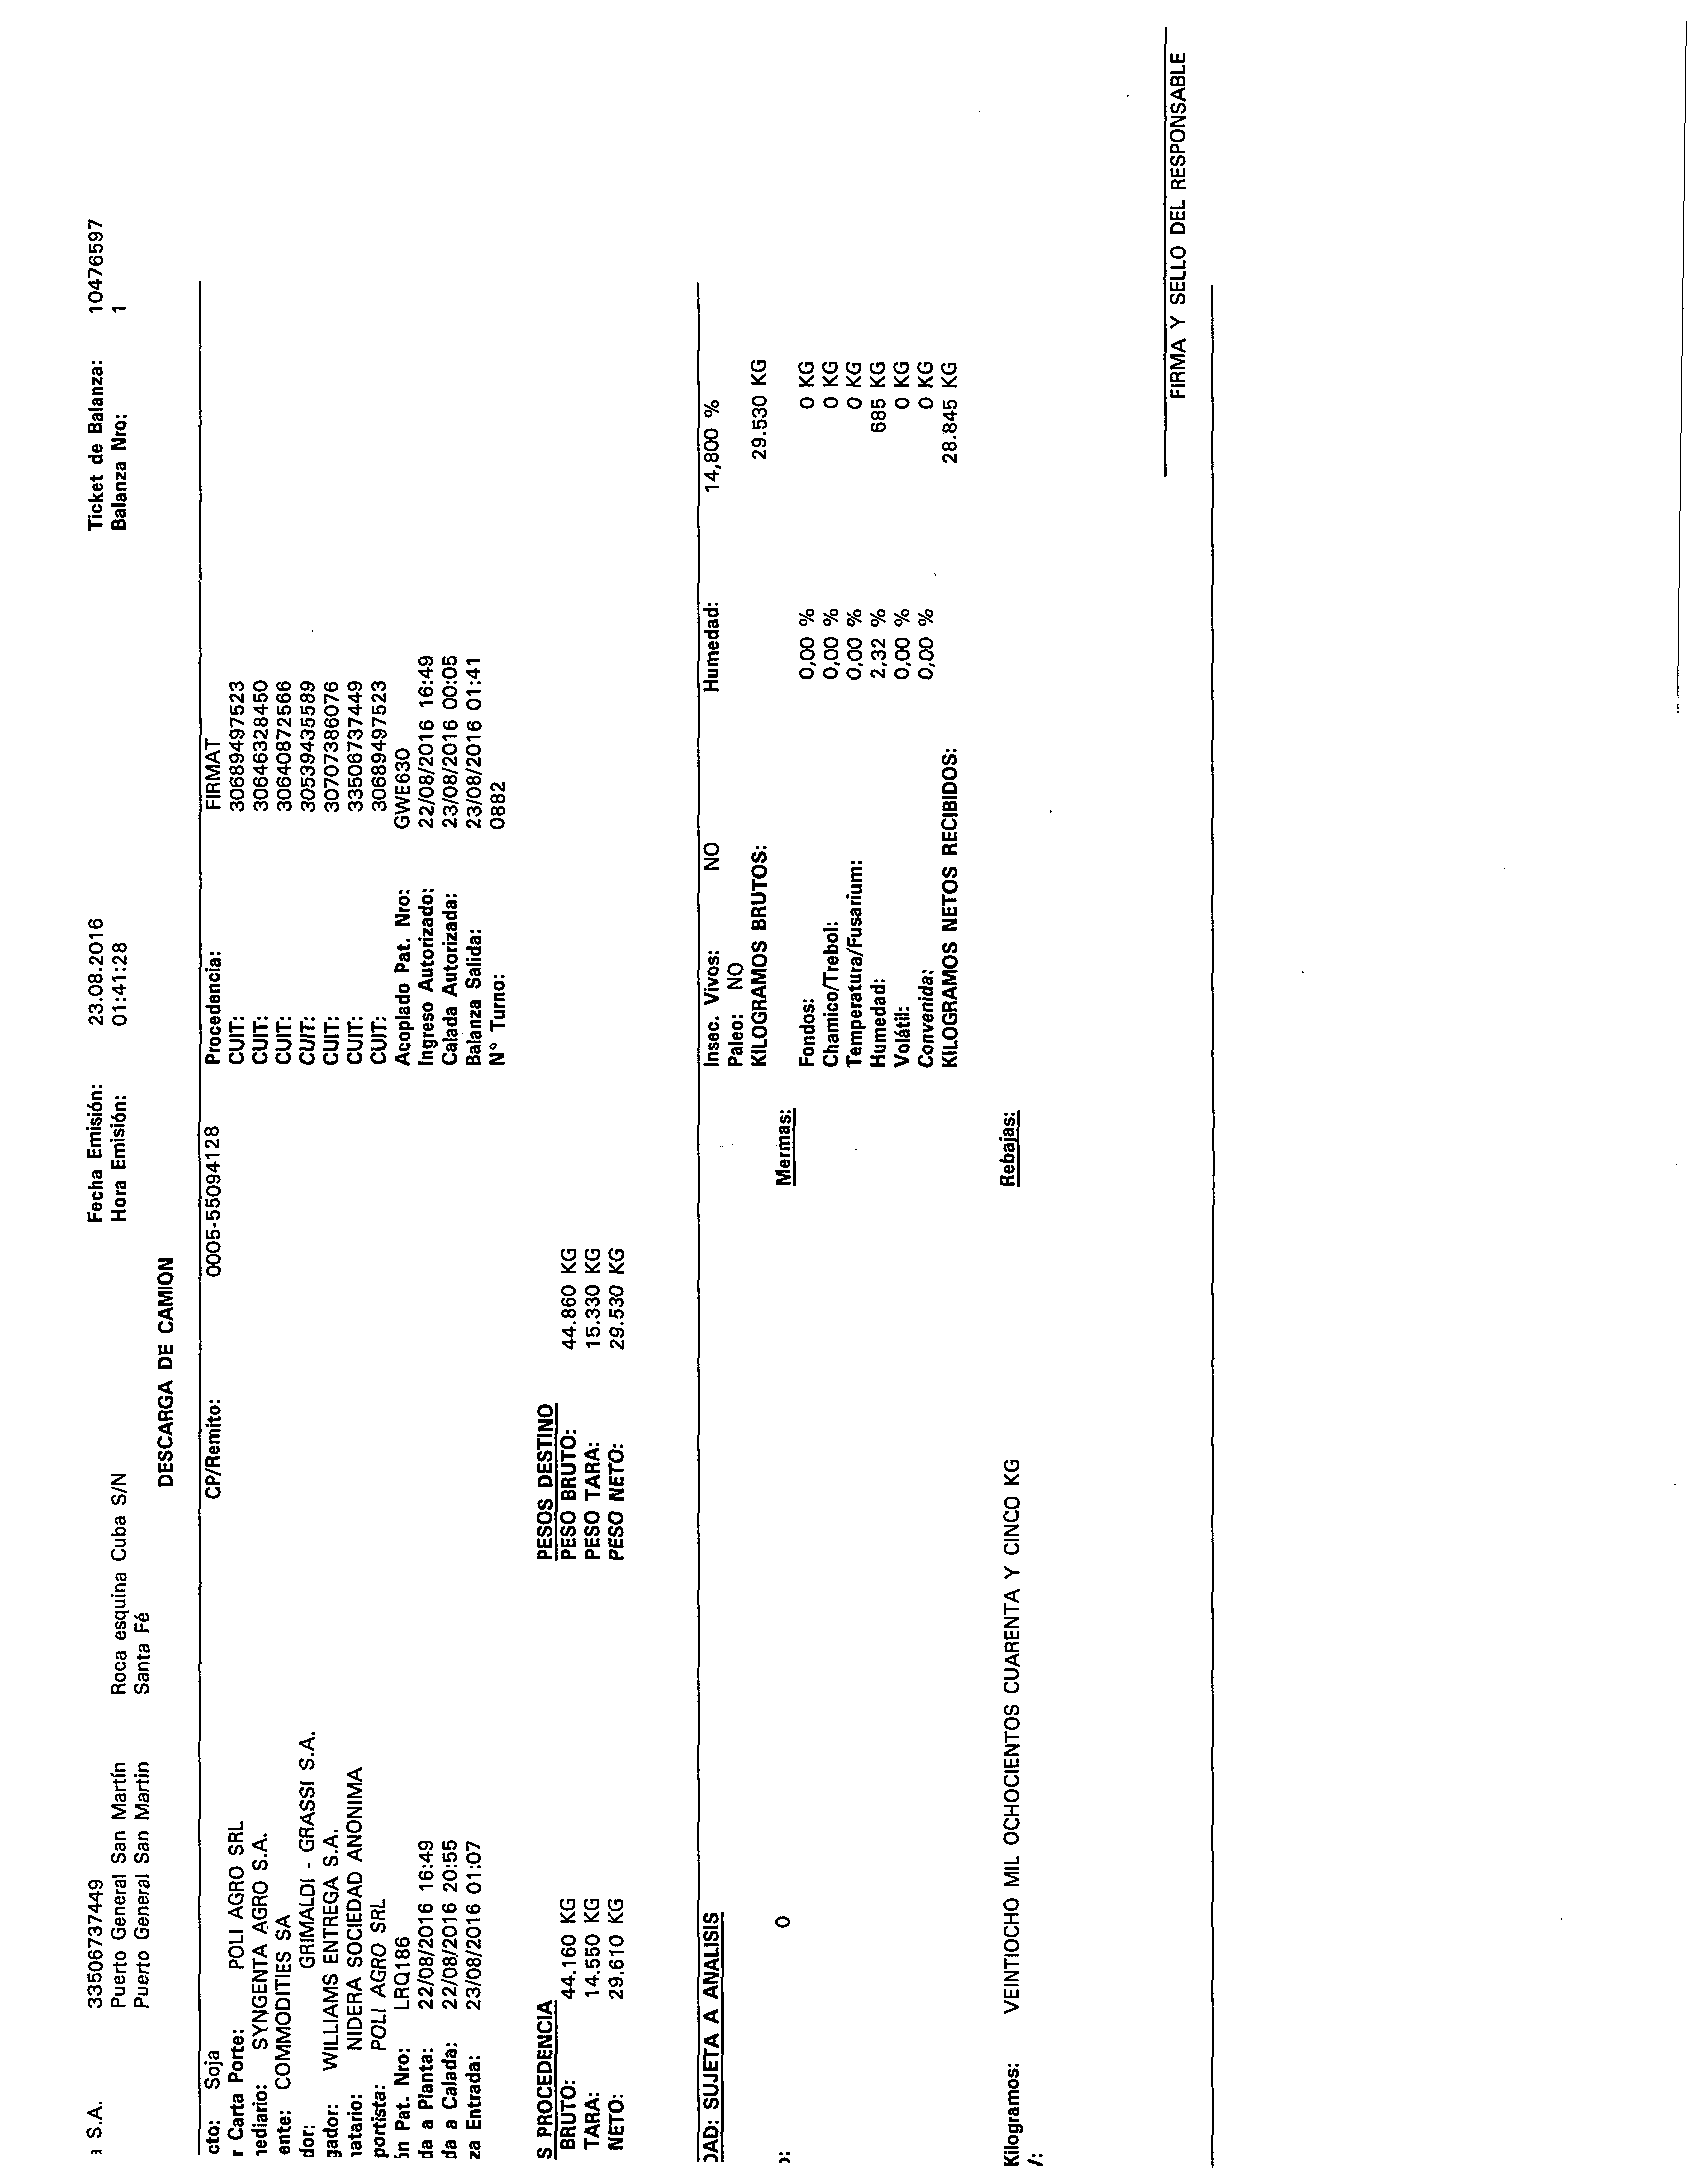 S.A. 33506737449 Fecha Emisión: 23.08.2016 Ticket de Balanza: 10476597
Puerto General San Martín Roca esquina Cuba S/N Hora Emisión: 01:41:28 Balanza Nro: 1
Puerto General San Martin Santa Fé
DESCARGA DE CAMION
cto: Soja CP/Remito: 0005-55094128 Procedencia: FIRMAT
r Carta Porte: POLI AGRO SRL CUIT: 30689497523
nediario: SYNGENTA AGRO S.A. CUIT: 30646328450
ente: COMMODITIES SA CUIT: 30640872566
dor: GRIMALDI - GRASSI S.A. CUIT: 30539435589
gador: WILLIAMS ENTREGA S.A. CUIT: 30707386076
natario: NIDERA SOCIEDAD ANONIMA CUIT: 33506737449
portista: POLI AGRO SRL CUIT: 30689497523
ón Pat. Nro: LRQ186 Acoplado Pat. Nro: GWE630
da a Planta: 22/08/2016 16:49 Ingreso Autorizado: 22/08/2016 16:49
da a Calada: 22/08/2016 20:55 Calada Autorizada: 23/08/2016 00:05
za Entrada: 23/08/2016 01:07 Balanza Salida: 23/08/2016 01:41
N° Turno: 0882
S PROCEDENCIA PESOS DESTINO
BRUTO: 44.160 KG PESO BRUTO: 44.860 KG
TARA: 14.550 KG PESO TARA: 15.330 KG
NETO: 29.610 KG PESO NETO: 29.530 KG
DAD: SUJETA A ANALISIS Insec. Vivos: NO Humedad: 14,800 %
Paleo: NO
KILOGRAMOS BRUTOS: 29.530 KG
o: 0 Mermas:
Fondos: 0,00 % 0 KG
Chamico/Trebol: 0,00 % 0 KG
Temperatura/Fusarium: 0,00 % 0 KG
Humedad: 2,32 % 685 KG
Volátil: 0,00 % 0 KG
Convenida: 0,00 % 0 KG
KILOGRAMOS NETOS RECIBIDOS: 28.845 KG
Kilogramos: VEINTIOCHO MIL OCHOCIENTOS CUARENTA Y CINCO KG Rebajas:
/:
FIRMA Y SELLO DEL RESPONSABLE